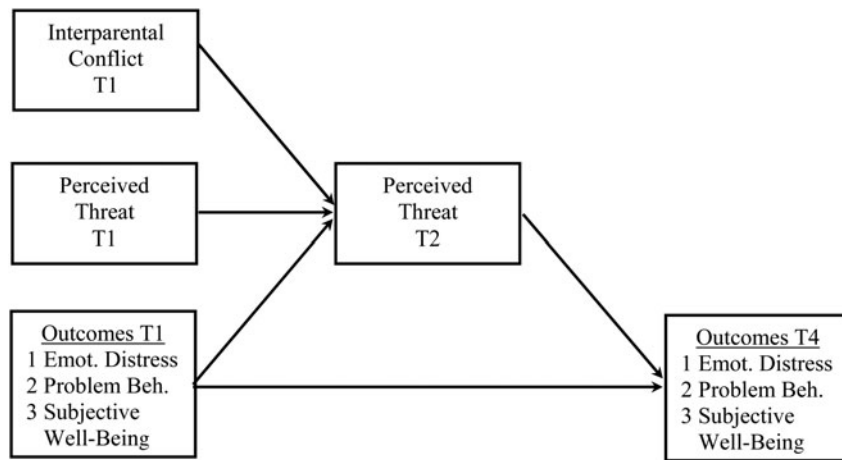 Interparental
Conflict
T1
Perceived
Threat
T1
Perceived
Threat
T2
Outcomes T1
1 Emot. Distress
2 Problem Beh.
3 Subjective
Well-Being
Outcomes T4
1 Emot. Distress
2 Problem Beh.
3 Subjective
Well-Being